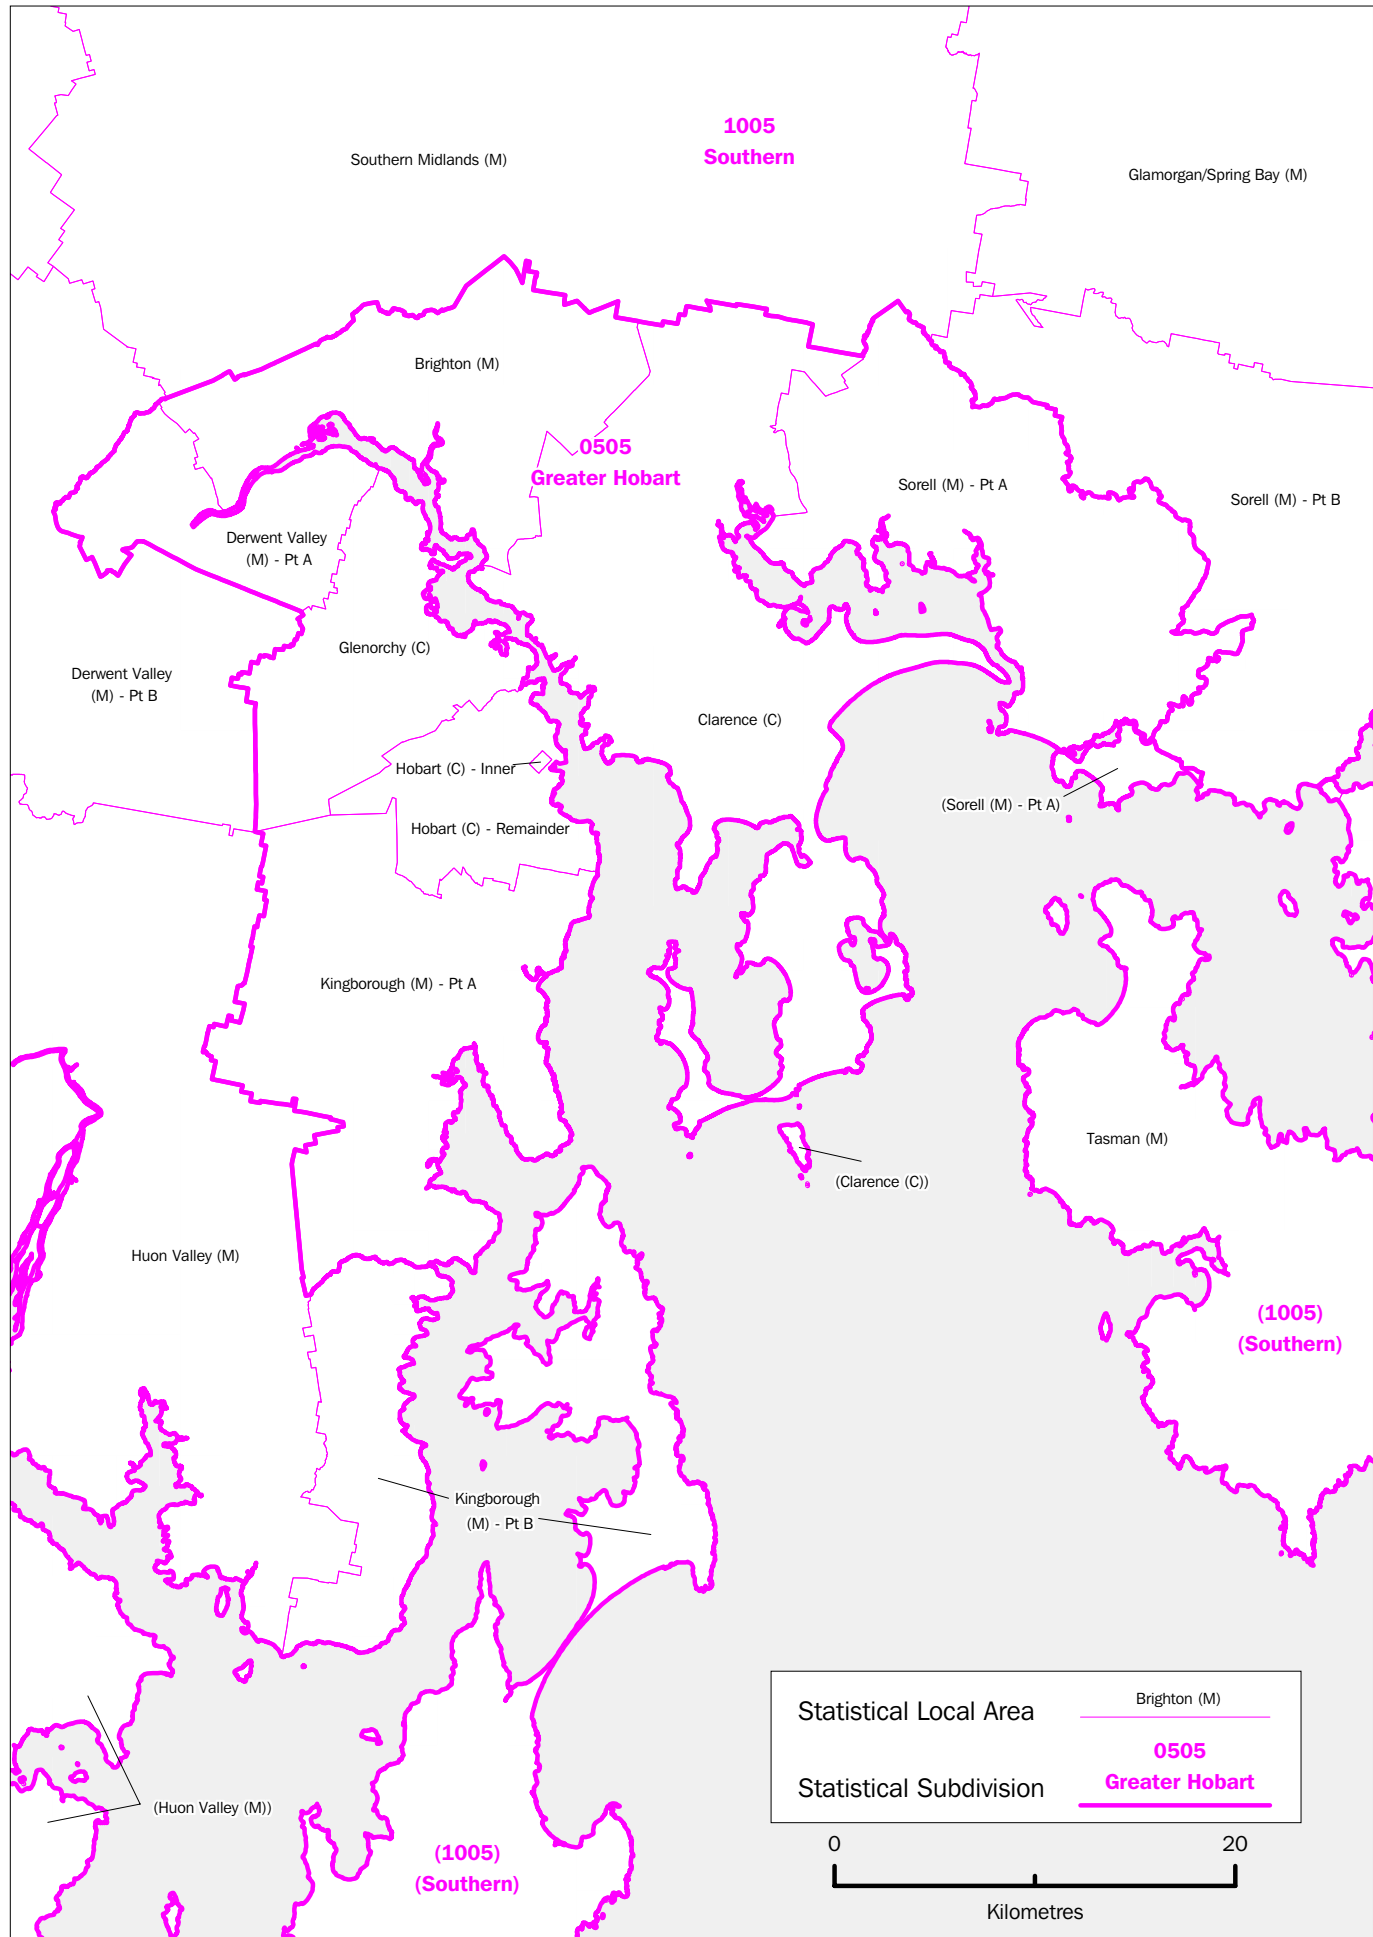 1005
Southern
Southern Midlands (M)
Glamorgan/Spring Bay (M)
Brighton (M)
0505
Greater Hobart
Sorell (M) - Pt A
Sorell (M) - Pt B
Derwent Valley
(M) - Pt A
Glenorchy (C)
Derwent Valley
(M) - Pt B
Clarence (C)
Hobart (C) - Inner
(Sorell (M) - Pt A)
Hobart (C) - Remainder
Kingborough (M) - Pt A
Tasman (M)
(Clarence (C))
Huon Valley (M)
(1005)
(Southern)
Kingborough
(M) - Pt B
(Huon Valley (M))
(1005)
(Southern)
Statistical Local Area
Brighton (M)
0505
Greater Hobart
Statistical Subdivision
0
20
Kilometres